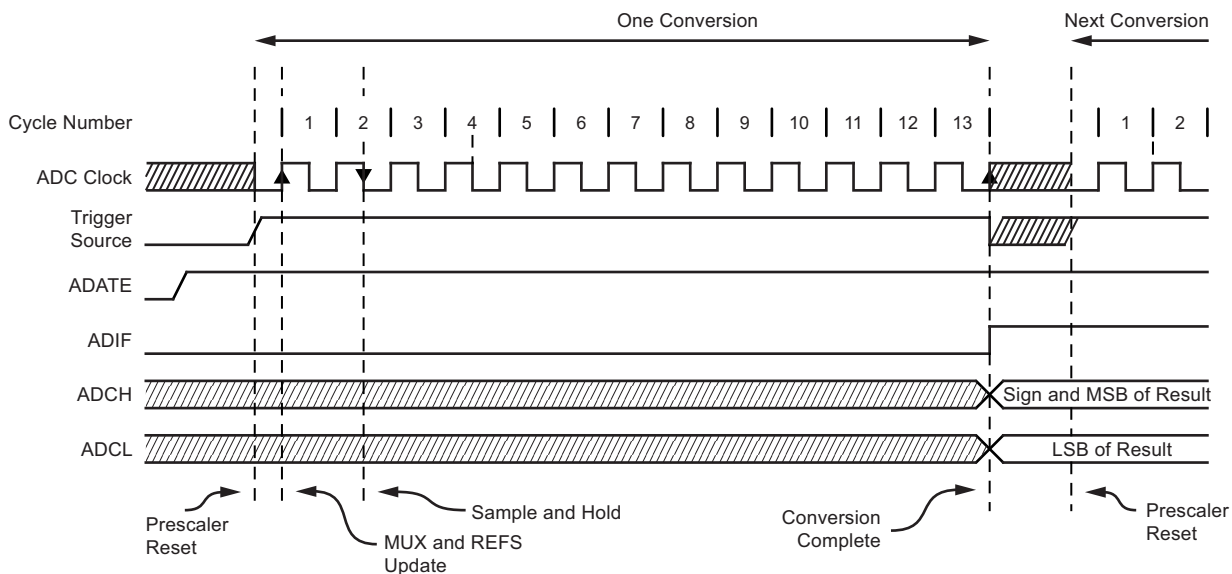 One Conversion
Next Conversion
Cycle Number
1 2 3 4 5 6 7 8 9 10 11 12 13 1 2
ADC Clock
Trigger
Source
ADATE
ADIF
ADCH
Sign and MSB of Result
ADCL
LSB of Result
Prescaler
Reset
MUX and REFS
Update
Sample and Hold
Conversion
Complete
Prescaler
Reset